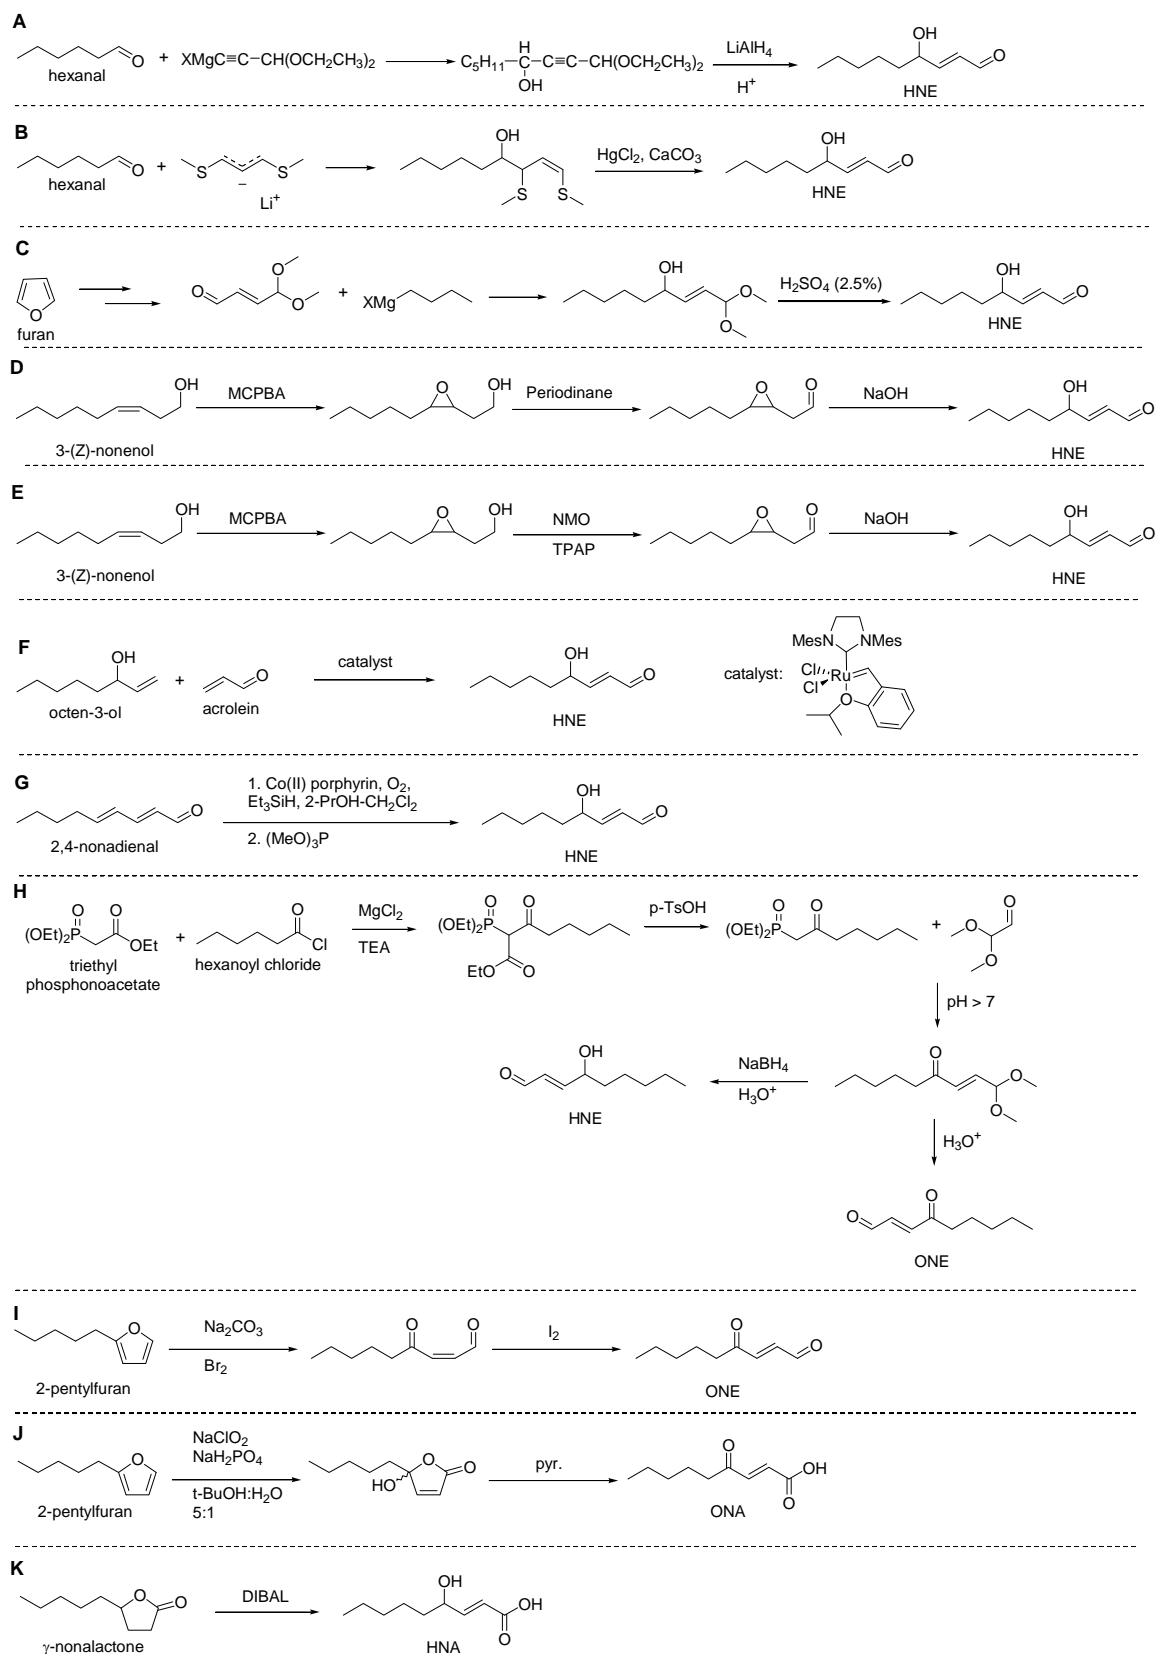 A
hexanal
O
+
XMgC≡C−CH(OCH2CH3)2
C5H11−C−C≡C−CH(OCH2CH3)2
H
OH
LiAlH4
H+
OH
O
HNE
B
hexanal
O
+
S
S
−
Li+
OH
S
S
HgCl2, CaCO3
OH
O
HNE
C
O
furan
O
O
O
+
XMg
OH
O
O
H2SO4 (2.5%)
OH
O
HNE
D
OH
3-(Z)-nonenol
MCPBA
O
OH
Periodinane
O
O
NaOH
OH
O
HNE
E
OH
3-(Z)-nonenol
MCPBA
O
OH
NMO
TPAP
O
O
NaOH
OH
O
HNE
F
OH
octen-3-ol
+
O
acrolein
catalyst
OH
O
HNE
catalyst:
MesN
NMes
Cl
Cl
Ru
O
G
O
2,4-nonadienal
1. Co(II) porphyrin, O2,
Et3SiH, 2-PrOH-CH2Cl2
2. (MeO)3P
OH
O
HNE
H
O
O
(OEt)2P
OEt
triethyl
phosphonoacetate
+
O
Cl
hexanoyl chloride
MgCl2
TEA
O
O
(OEt)2P
EtO
O
p-TsOH
O
O
(OEt)2P
+
O
O
O
pH > 7
O
O
O
NaBH4
H3O+
OH
O
HNE
H3O+
O
O
ONE
I
O
2-pentylfuran
Na2CO3
Br2
O
O
I2
O
O
ONE
J
O
2-pentylfuran
NaClO2
NaH2PO4
t-BuOH:H2O
5:1
O
O
HO
pyr.
O
OH
O
ONA
K
O
O
γ-nonalactone
DIBAL
OH
OH
O
HNA